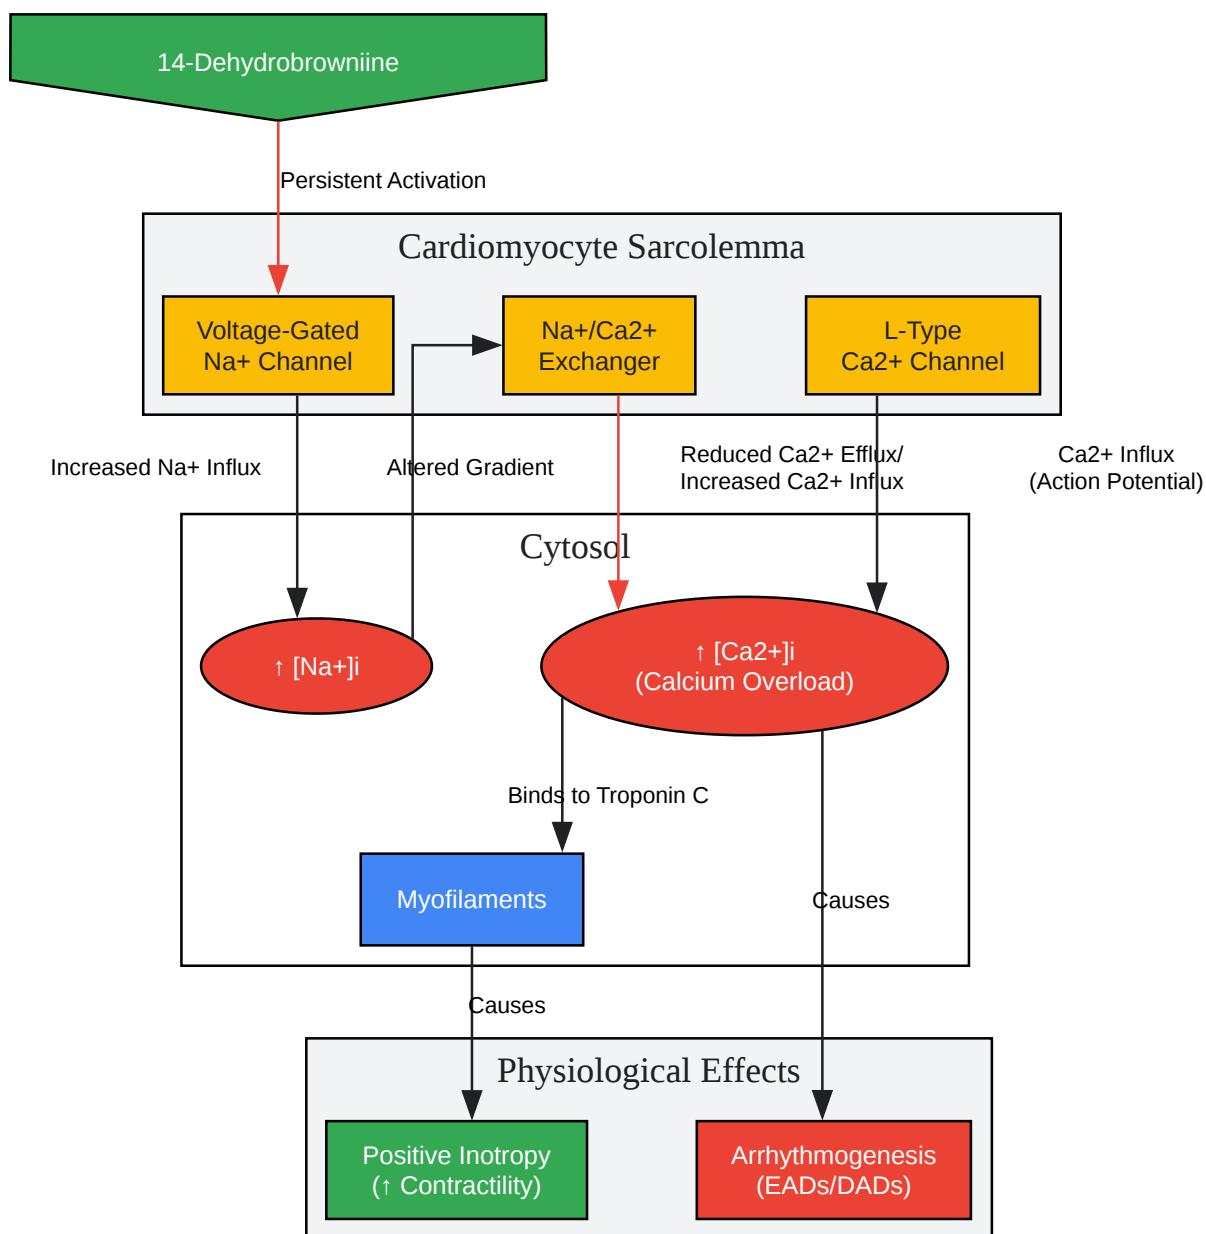 14-Dehydrobrowniine
Persistent Activation
Cardiomyocyte Sarcolemma
Voltage-Gated
Na+ Channel
Na+/Ca2+
Exchanger
L-Type
Ca2+ Channel
Increased Na+ Influx
Altered Gradient
Reduced Ca2+ Efflux/
Increased Ca2+ Influx
Ca2+ Influx
(Action Potential)
Cytosol
↑ [Na+]i
↑ [Ca2+]i
(Calcium Overload)
Binds to Troponin C
Myofilaments
Causes
Causes
Physiological Effects
Positive Inotropy
(↑ Contractility)
Arrhythmogenesis
(EADs/DADs)